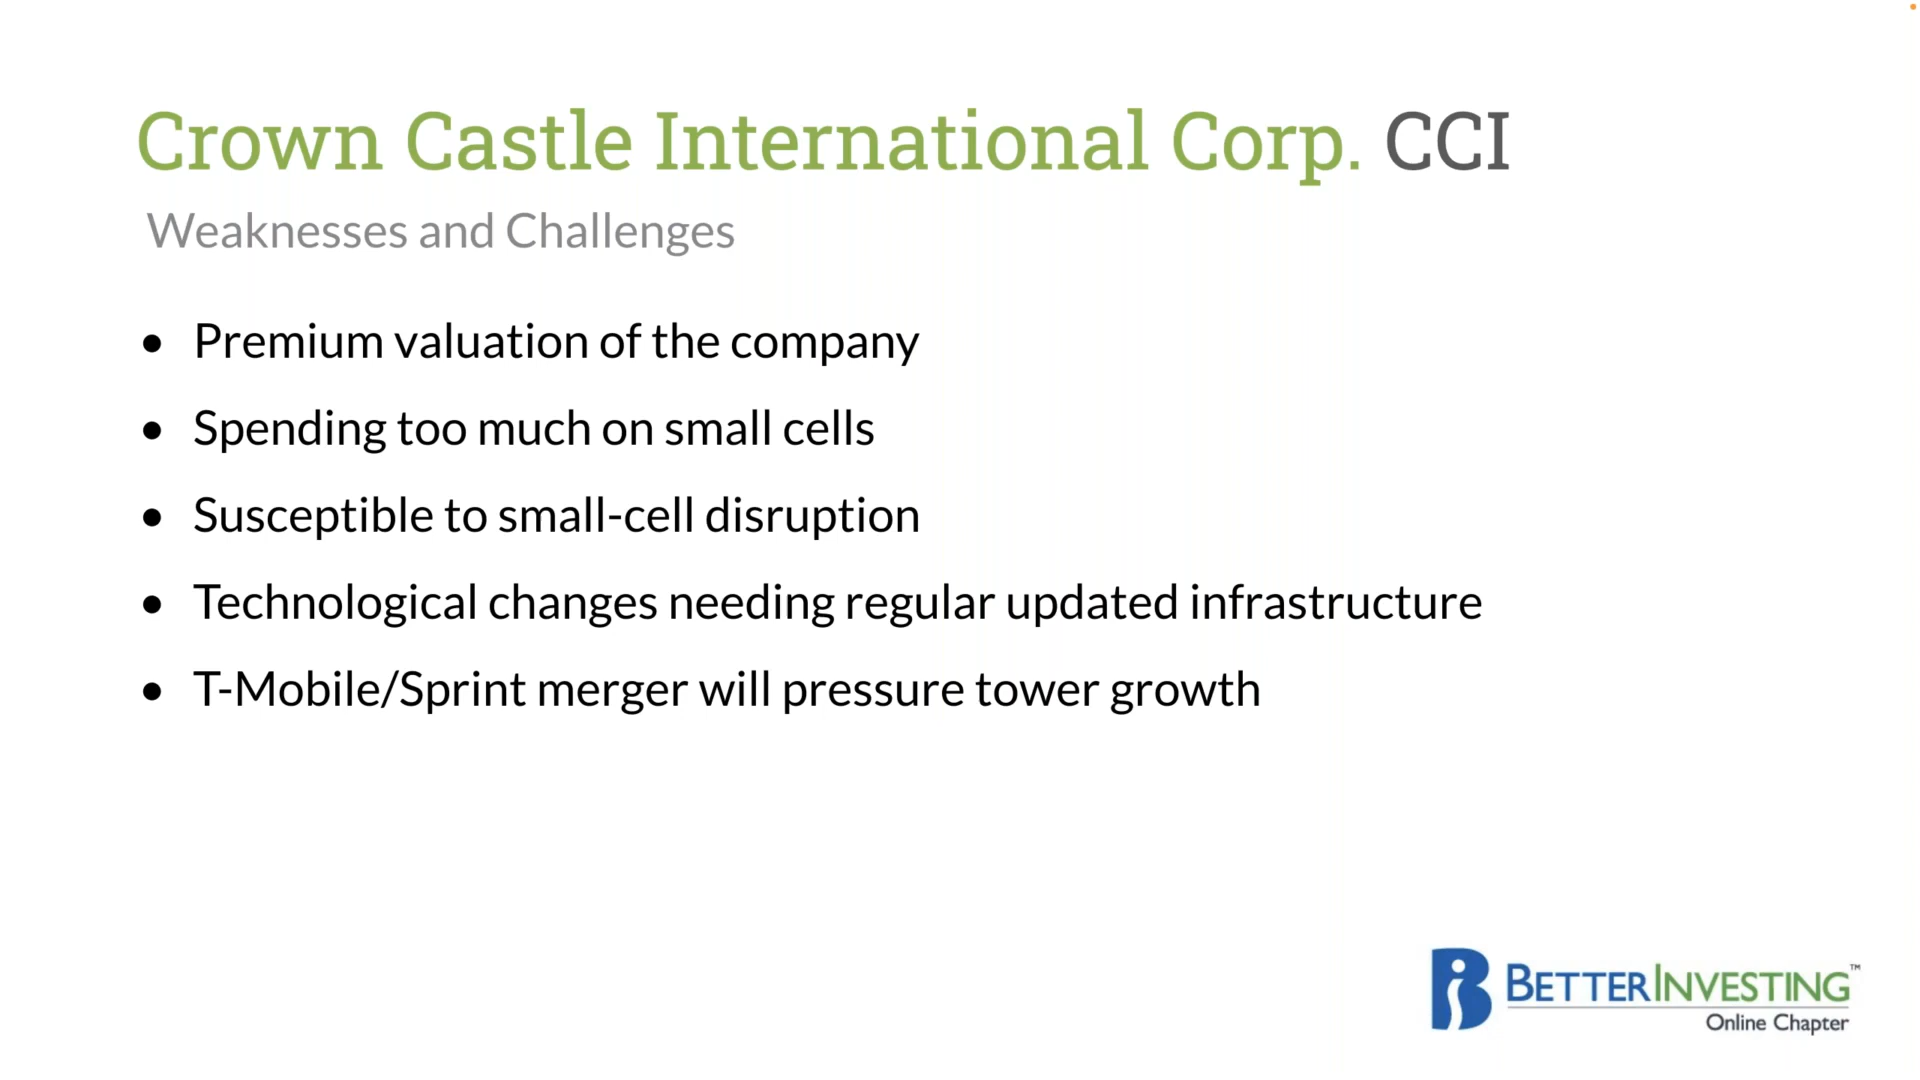 Crown Castle International Corp. CCI
Weaknesses and Challenges
• Premium valuation of the company
• Spending too much on small cells
• Susceptible to small-cell disruption
• Technological changes needing regular updated infrastructure
• T-Mobile/Sprint merger will pressure tower growth
BETTERINVESTING™
Online Chapter